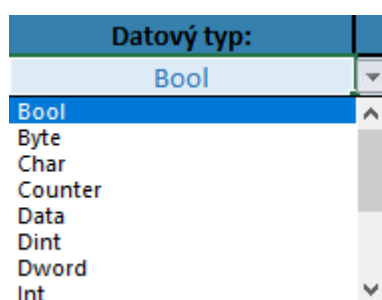 Datový typ:
Bool
Bool
Byte
Char
Counter
Data
Dint
Dword
Int